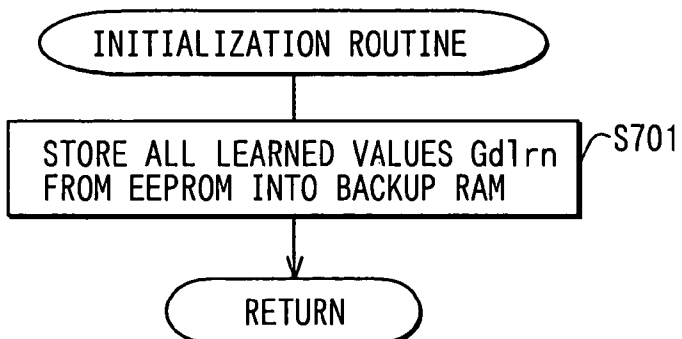 INITIALIZATION ROUTINE
STORE ALL LEARNED VALUES Gdlrn
FROM EEPROM INTO BACKUP RAM
S701
RETURN